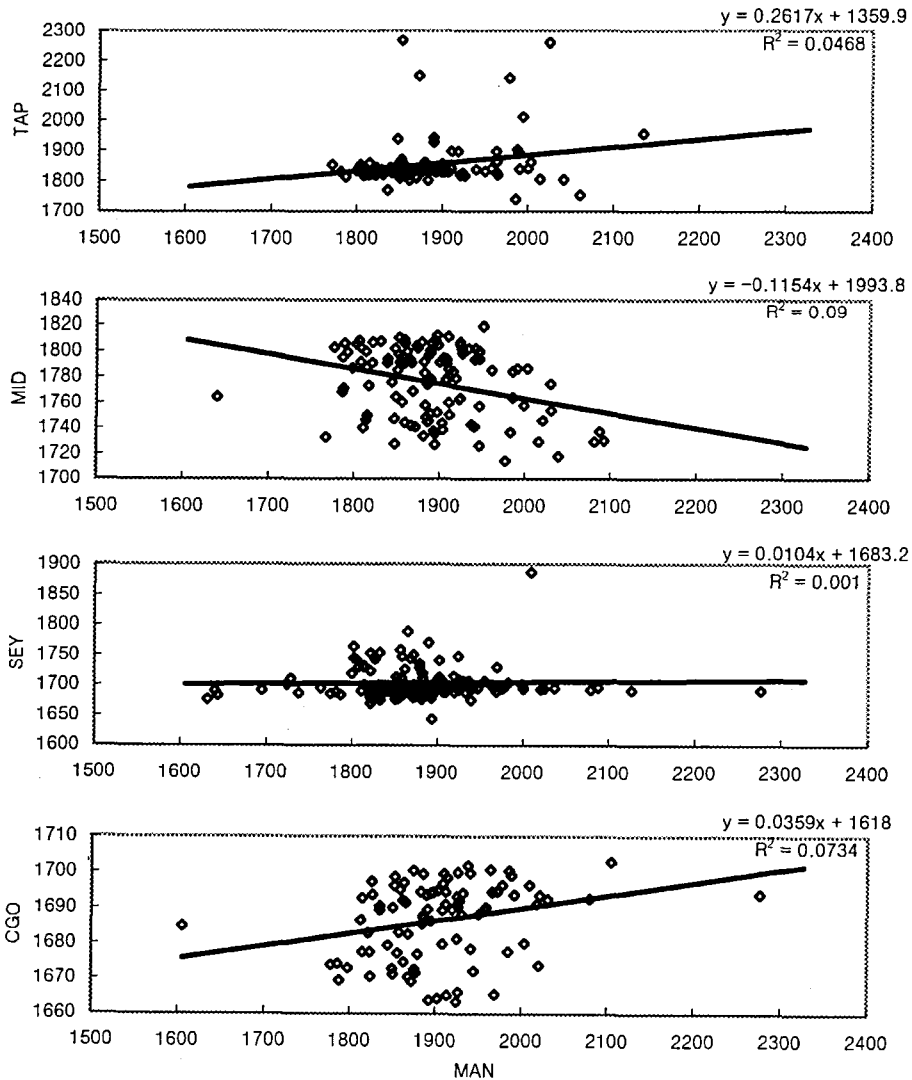 y = 0.2617x + 1359.9
R² = 0.0468
2300
2200
2100
2000
1900
1800
1700
TAP
1500 1600 1700 1800 1900 2000 2100 2200 2300 2400
y = −0.1154x + 1993.8
R² = 0.09
1840
1820
1800
1780
1760
1740
1720
1700
MID
1500 1600 1700 1800 1900 2000 2100 2200 2300 2400
y = 0.0104x + 1683.2
R² = 0.001
1900
1850
1800
1750
1700
1650
1600
SEY
1500 1600 1700 1800 1900 2000 2100 2200 2300 2400
y = 0.0359x + 1618
R² = 0.0734
1710
1700
1690
1680
1670
1660
CGO
1500 1600 1700 1800 1900 2000 2100 2200 2300 2400
MAN